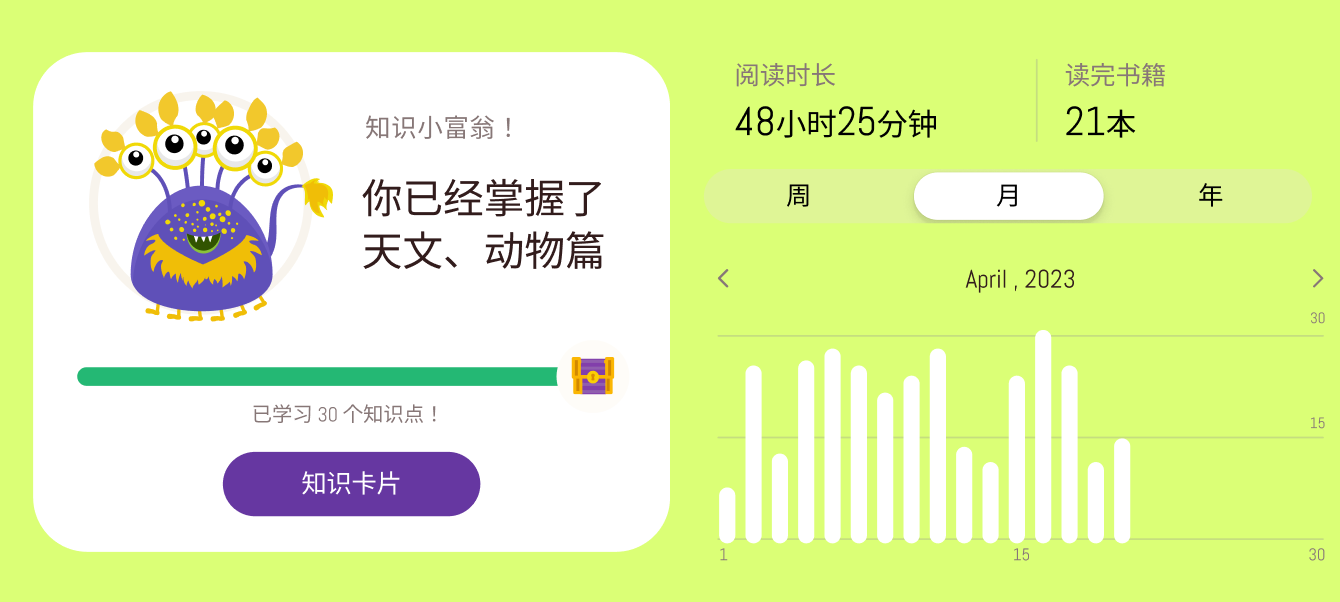 知识小富翁！
你已经掌握了
天文、动物篇
已学习 30 个知识点！
知识卡片
阅读时长
48小时25分钟
读完书籍
21本
周
月
年
April , 2023
30
15
1
15
30